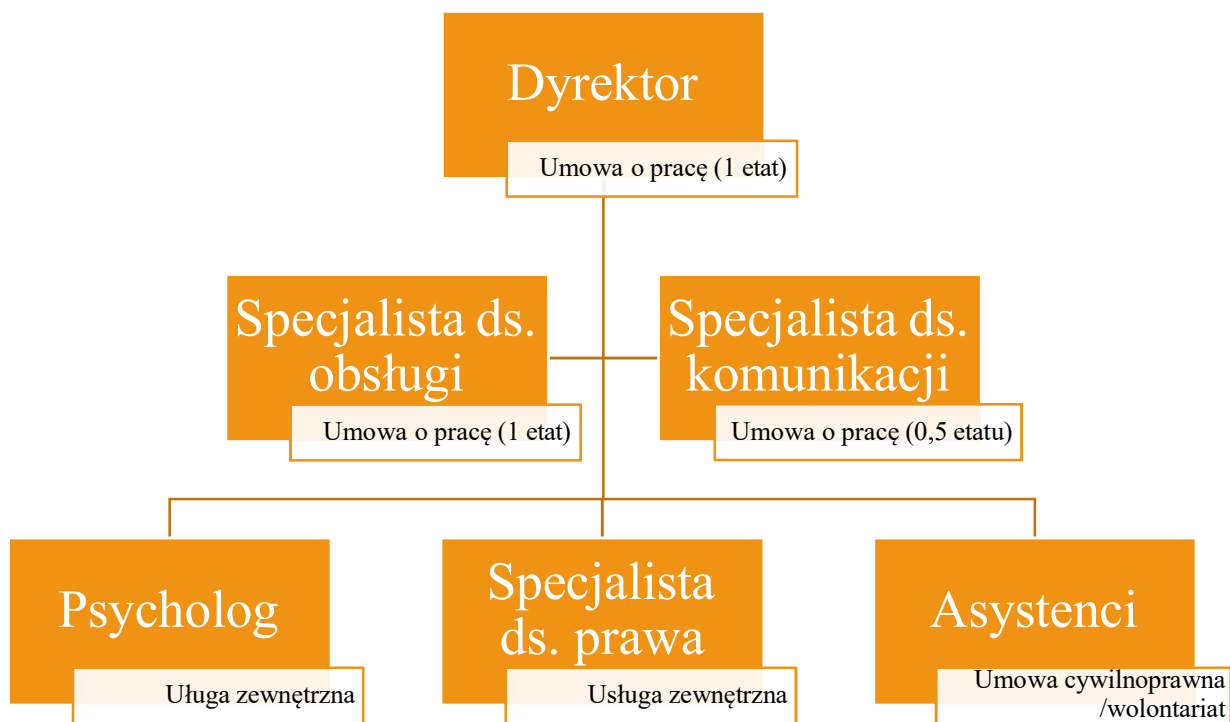 Dyrektor
Umowa o pracę (1 etat)
Specjalista ds.
obsługi
Umowa o pracę (1 etat)
Specjalista ds.
komunikacji
Umowa o pracę (0,5 etatu)
Psycholog
Uługa zewnętrzna
Specjalista
ds. prawa
Usługa zewnętrzna
Asystenci
Umowa cywilnoprawna
/wolontariat